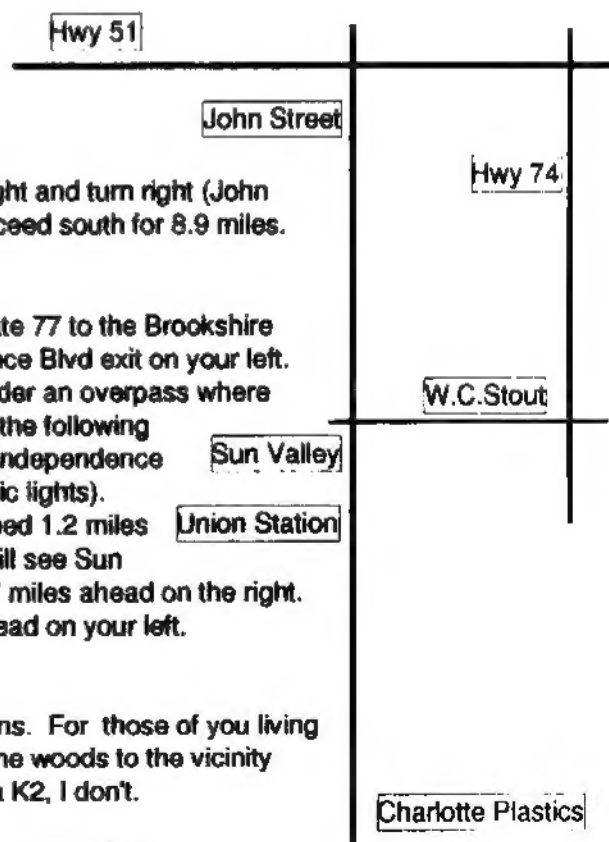 Hwy 51
John Street
Hwy 74
ght and turn right (John
ceed south for 8.9 miles.
te 77 to the Brookshire
nce Blvd exit on your left.
der an overpass where
W.C.Stout
the following
ndependence Sun Valley
ic lights).
1.2 miles Union Station
ill see Sun
miles ahead on the right.
ead on your left.
ns. For those of you living
woods to the vicinity
K2, I don't.
Charlotte Plastics